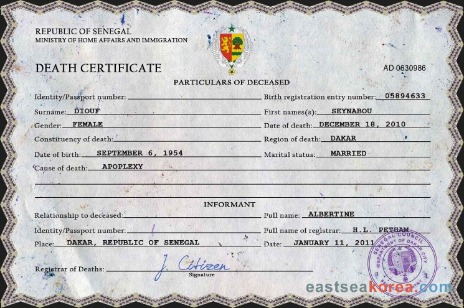 REPUBLIC OF SENEGAL
MINISTRY OF HOME AFFAIRS AND IMMIGRATION
DEATH CERTIFICATE
AD 0630986
PARTICULARS OF DECEASED
Identity/Passport number:
Birth registration entry number: 05894633
Surname: DIOUF
First names(s): SEYNABOU
Gender: FEMALE
Date of death: DECEMBER 18, 2010
Constituency of death:
Region of death: DAKAR
Date of birth: SEPTEMBER 6, 1954
Marital status: MARRIED
Cause of death: APOPLEXY
INFORMANT
Relationship to deceased:
Pull name: ALBERTINE
Identity/Passport number:
Pull name of registrar: H.L. PETHAM
Place: DAKAR, REPUBLIC OF SENEGAL
Date: JANUARY 11, 2011
Registrar of Deaths: J. Citizen
Signature
eastseakorea.com